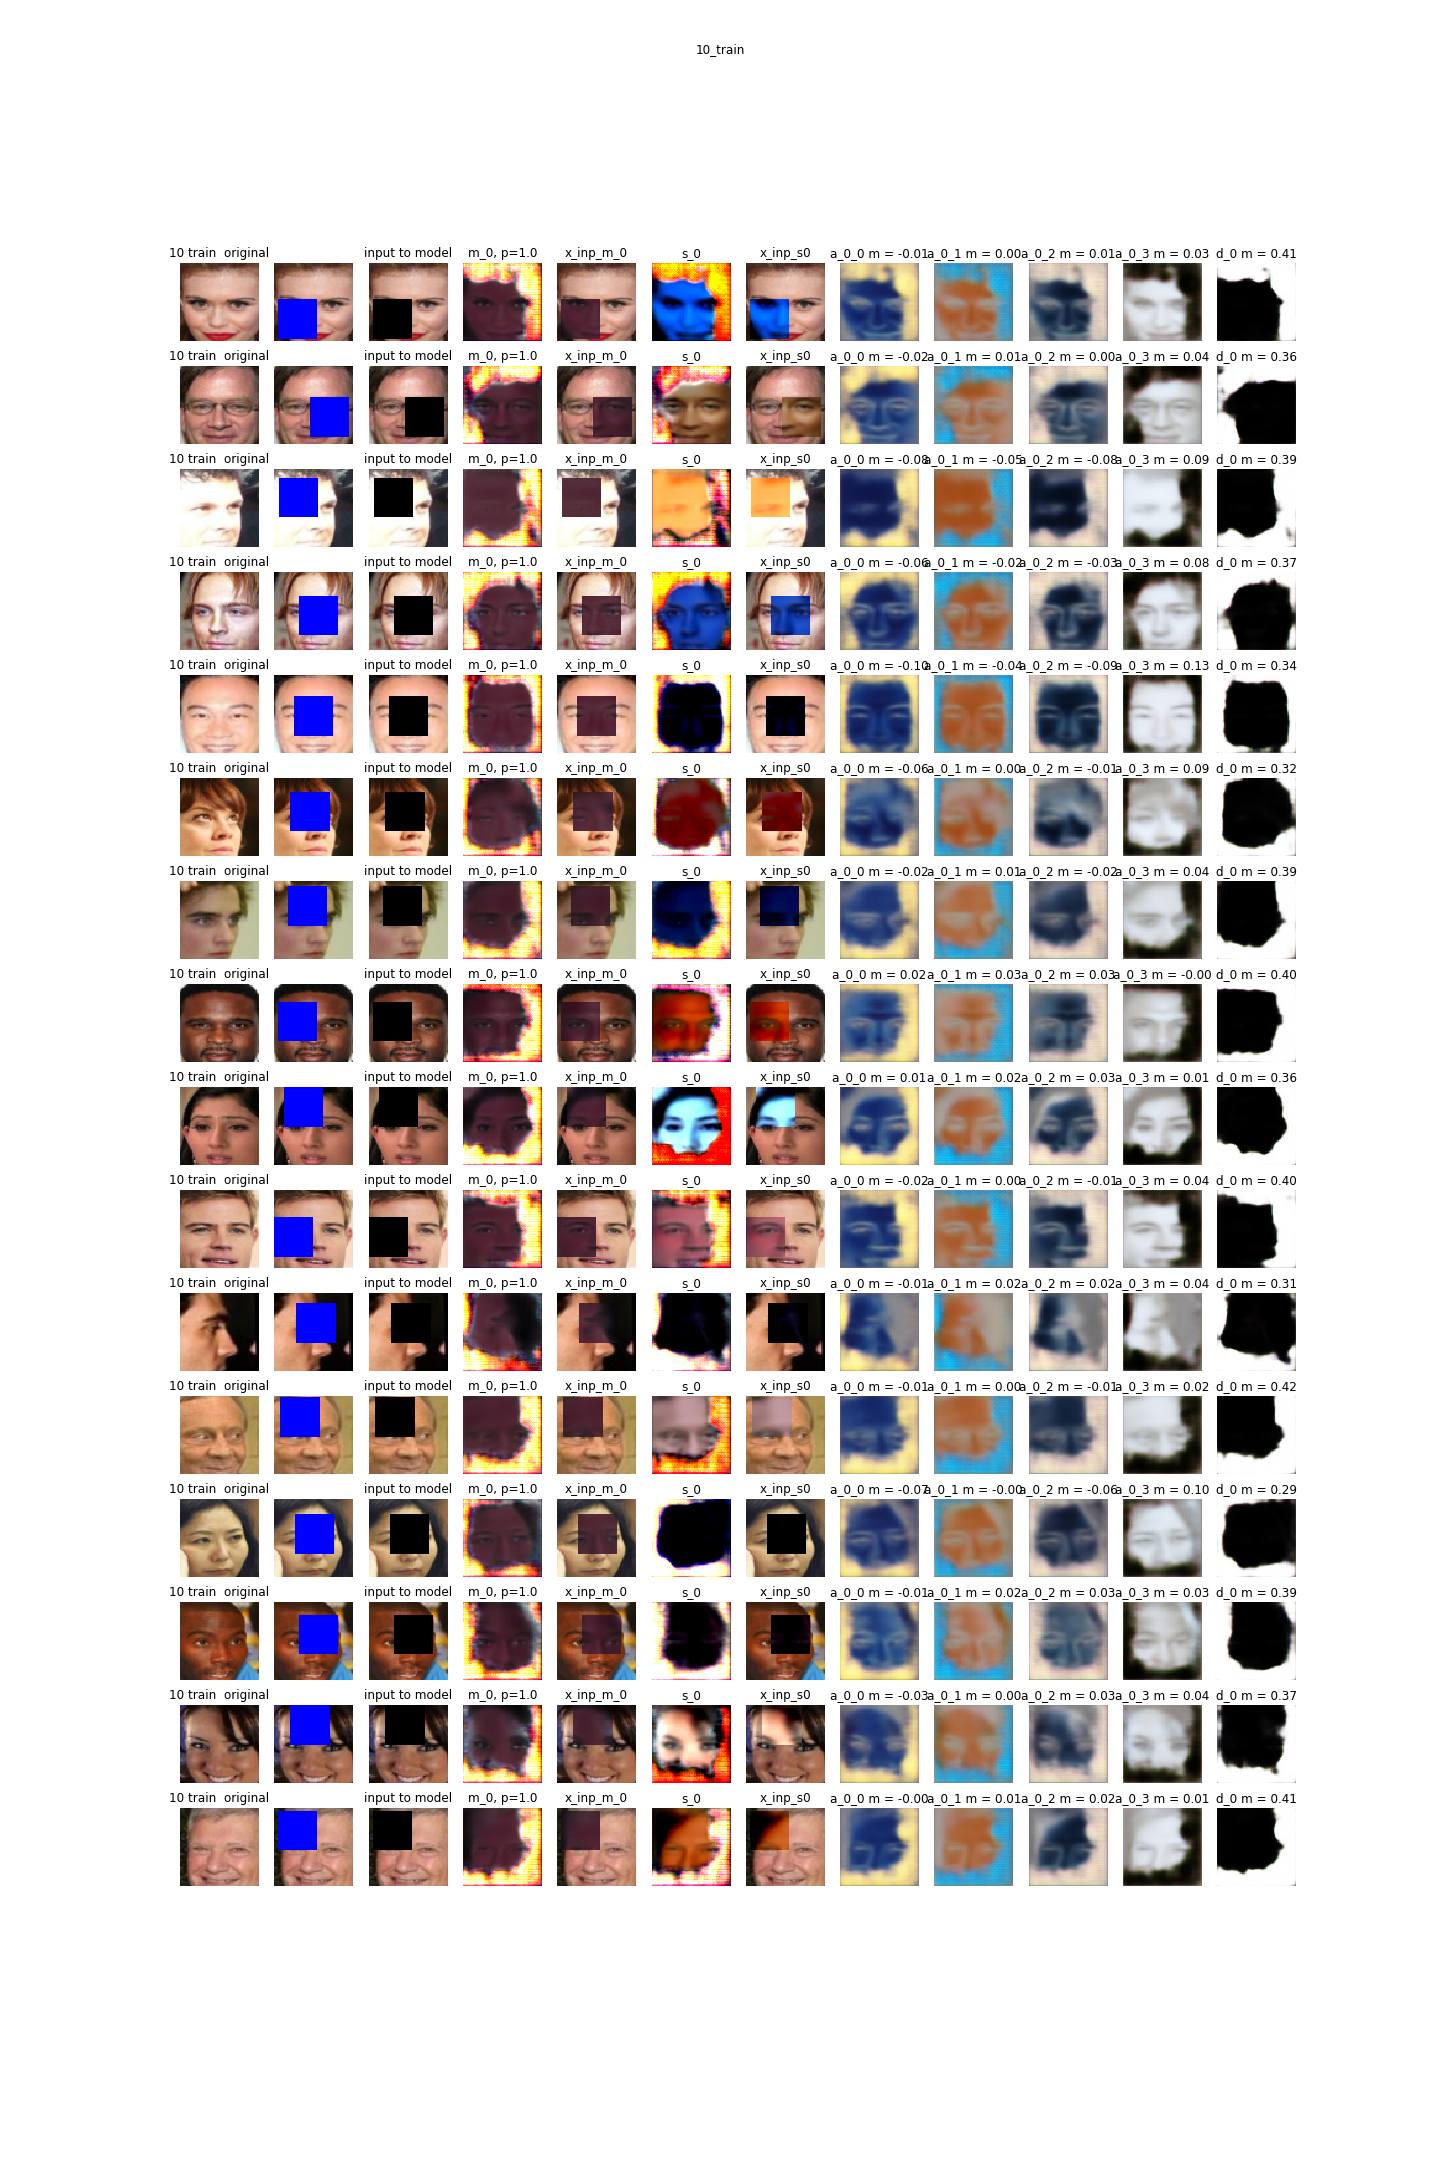 10_train
10 train  original input to model m_0, p=1.0 x_inp_m_0 s_0 x_inp_s0 a_0_0 m = -0.01 a_0_1 m = 0.00 a_0_2 m = 0.01 a_0_3 m = 0.03 d_0 m = 0.41
10 train  original input to model m_0, p=1.0 x_inp_m_0 s_0 x_inp_s0 a_0_0 m = -0.02 a_0_1 m = 0.01 a_0_2 m = 0.00 a_0_3 m = 0.04 d_0 m = 0.36
10 train  original input to model m_0, p=1.0 x_inp_m_0 s_0 x_inp_s0 a_0_0 m = -0.08 a_0_1 m = -0.05 a_0_2 m = -0.08 a_0_3 m = 0.09 d_0 m = 0.39
10 train  original input to model m_0, p=1.0 x_inp_m_0 s_0 x_inp_s0 a_0_0 m = -0.06 a_0_1 m = -0.02 a_0_2 m = -0.03 a_0_3 m = 0.08 d_0 m = 0.37
10 train  original input to model m_0, p=1.0 x_inp_m_0 s_0 x_inp_s0 a_0_0 m = -0.10 a_0_1 m = -0.04 a_0_2 m = -0.09 a_0_3 m = 0.13 d_0 m = 0.34
10 train  original input to model m_0, p=1.0 x_inp_m_0 s_0 x_inp_s0 a_0_0 m = -0.06 a_0_1 m = 0.00 a_0_2 m = -0.01 a_0_3 m = 0.09 d_0 m = 0.32
10 train  original input to model m_0, p=1.0 x_inp_m_0 s_0 x_inp_s0 a_0_0 m = -0.02 a_0_1 m = 0.01 a_0_2 m = -0.02 a_0_3 m = 0.04 d_0 m = 0.39
10 train  original input to model m_0, p=1.0 x_inp_m_0 s_0 x_inp_s0 a_0_0 m = 0.02 a_0_1 m = 0.03 a_0_2 m = 0.03 a_0_3 m = -0.00 d_0 m = 0.40
10 train  original input to model m_0, p=1.0 x_inp_m_0 s_0 x_inp_s0 a_0_0 m = 0.01 a_0_1 m = 0.02 a_0_2 m = 0.03 a_0_3 m = 0.01 d_0 m = 0.36
10 train  original input to model m_0, p=1.0 x_inp_m_0 s_0 x_inp_s0 a_0_0 m = -0.02 a_0_1 m = 0.00 a_0_2 m = -0.01 a_0_3 m = 0.04 d_0 m = 0.40
10 train  original input to model m_0, p=1.0 x_inp_m_0 s_0 x_inp_s0 a_0_0 m = -0.01 a_0_1 m = 0.02 a_0_2 m = 0.02 a_0_3 m = 0.04 d_0 m = 0.31
10 train  original input to model m_0, p=1.0 x_inp_m_0 s_0 x_inp_s0 a_0_0 m = -0.01 a_0_1 m = 0.00 a_0_2 m = -0.01 a_0_3 m = 0.02 d_0 m = 0.42
10 train  original input to model m_0, p=1.0 x_inp_m_0 s_0 x_inp_s0 a_0_0 m = -0.07 a_0_1 m = -0.00 a_0_2 m = -0.06 a_0_3 m = 0.10 d_0 m = 0.29
10 train  original input to model m_0, p=1.0 x_inp_m_0 s_0 x_inp_s0 a_0_0 m = -0.01 a_0_1 m = 0.02 a_0_2 m = 0.03 a_0_3 m = 0.03 d_0 m = 0.39
10 train  original input to model m_0, p=1.0 x_inp_m_0 s_0 x_inp_s0 a_0_0 m = -0.03 a_0_1 m = 0.00 a_0_2 m = 0.03 a_0_3 m = 0.04 d_0 m = 0.37
10 train  original input to model m_0, p=1.0 x_inp_m_0 s_0 x_inp_s0 a_0_0 m = -0.00 a_0_1 m = 0.01 a_0_2 m = 0.02 a_0_3 m = 0.01 d_0 m = 0.41